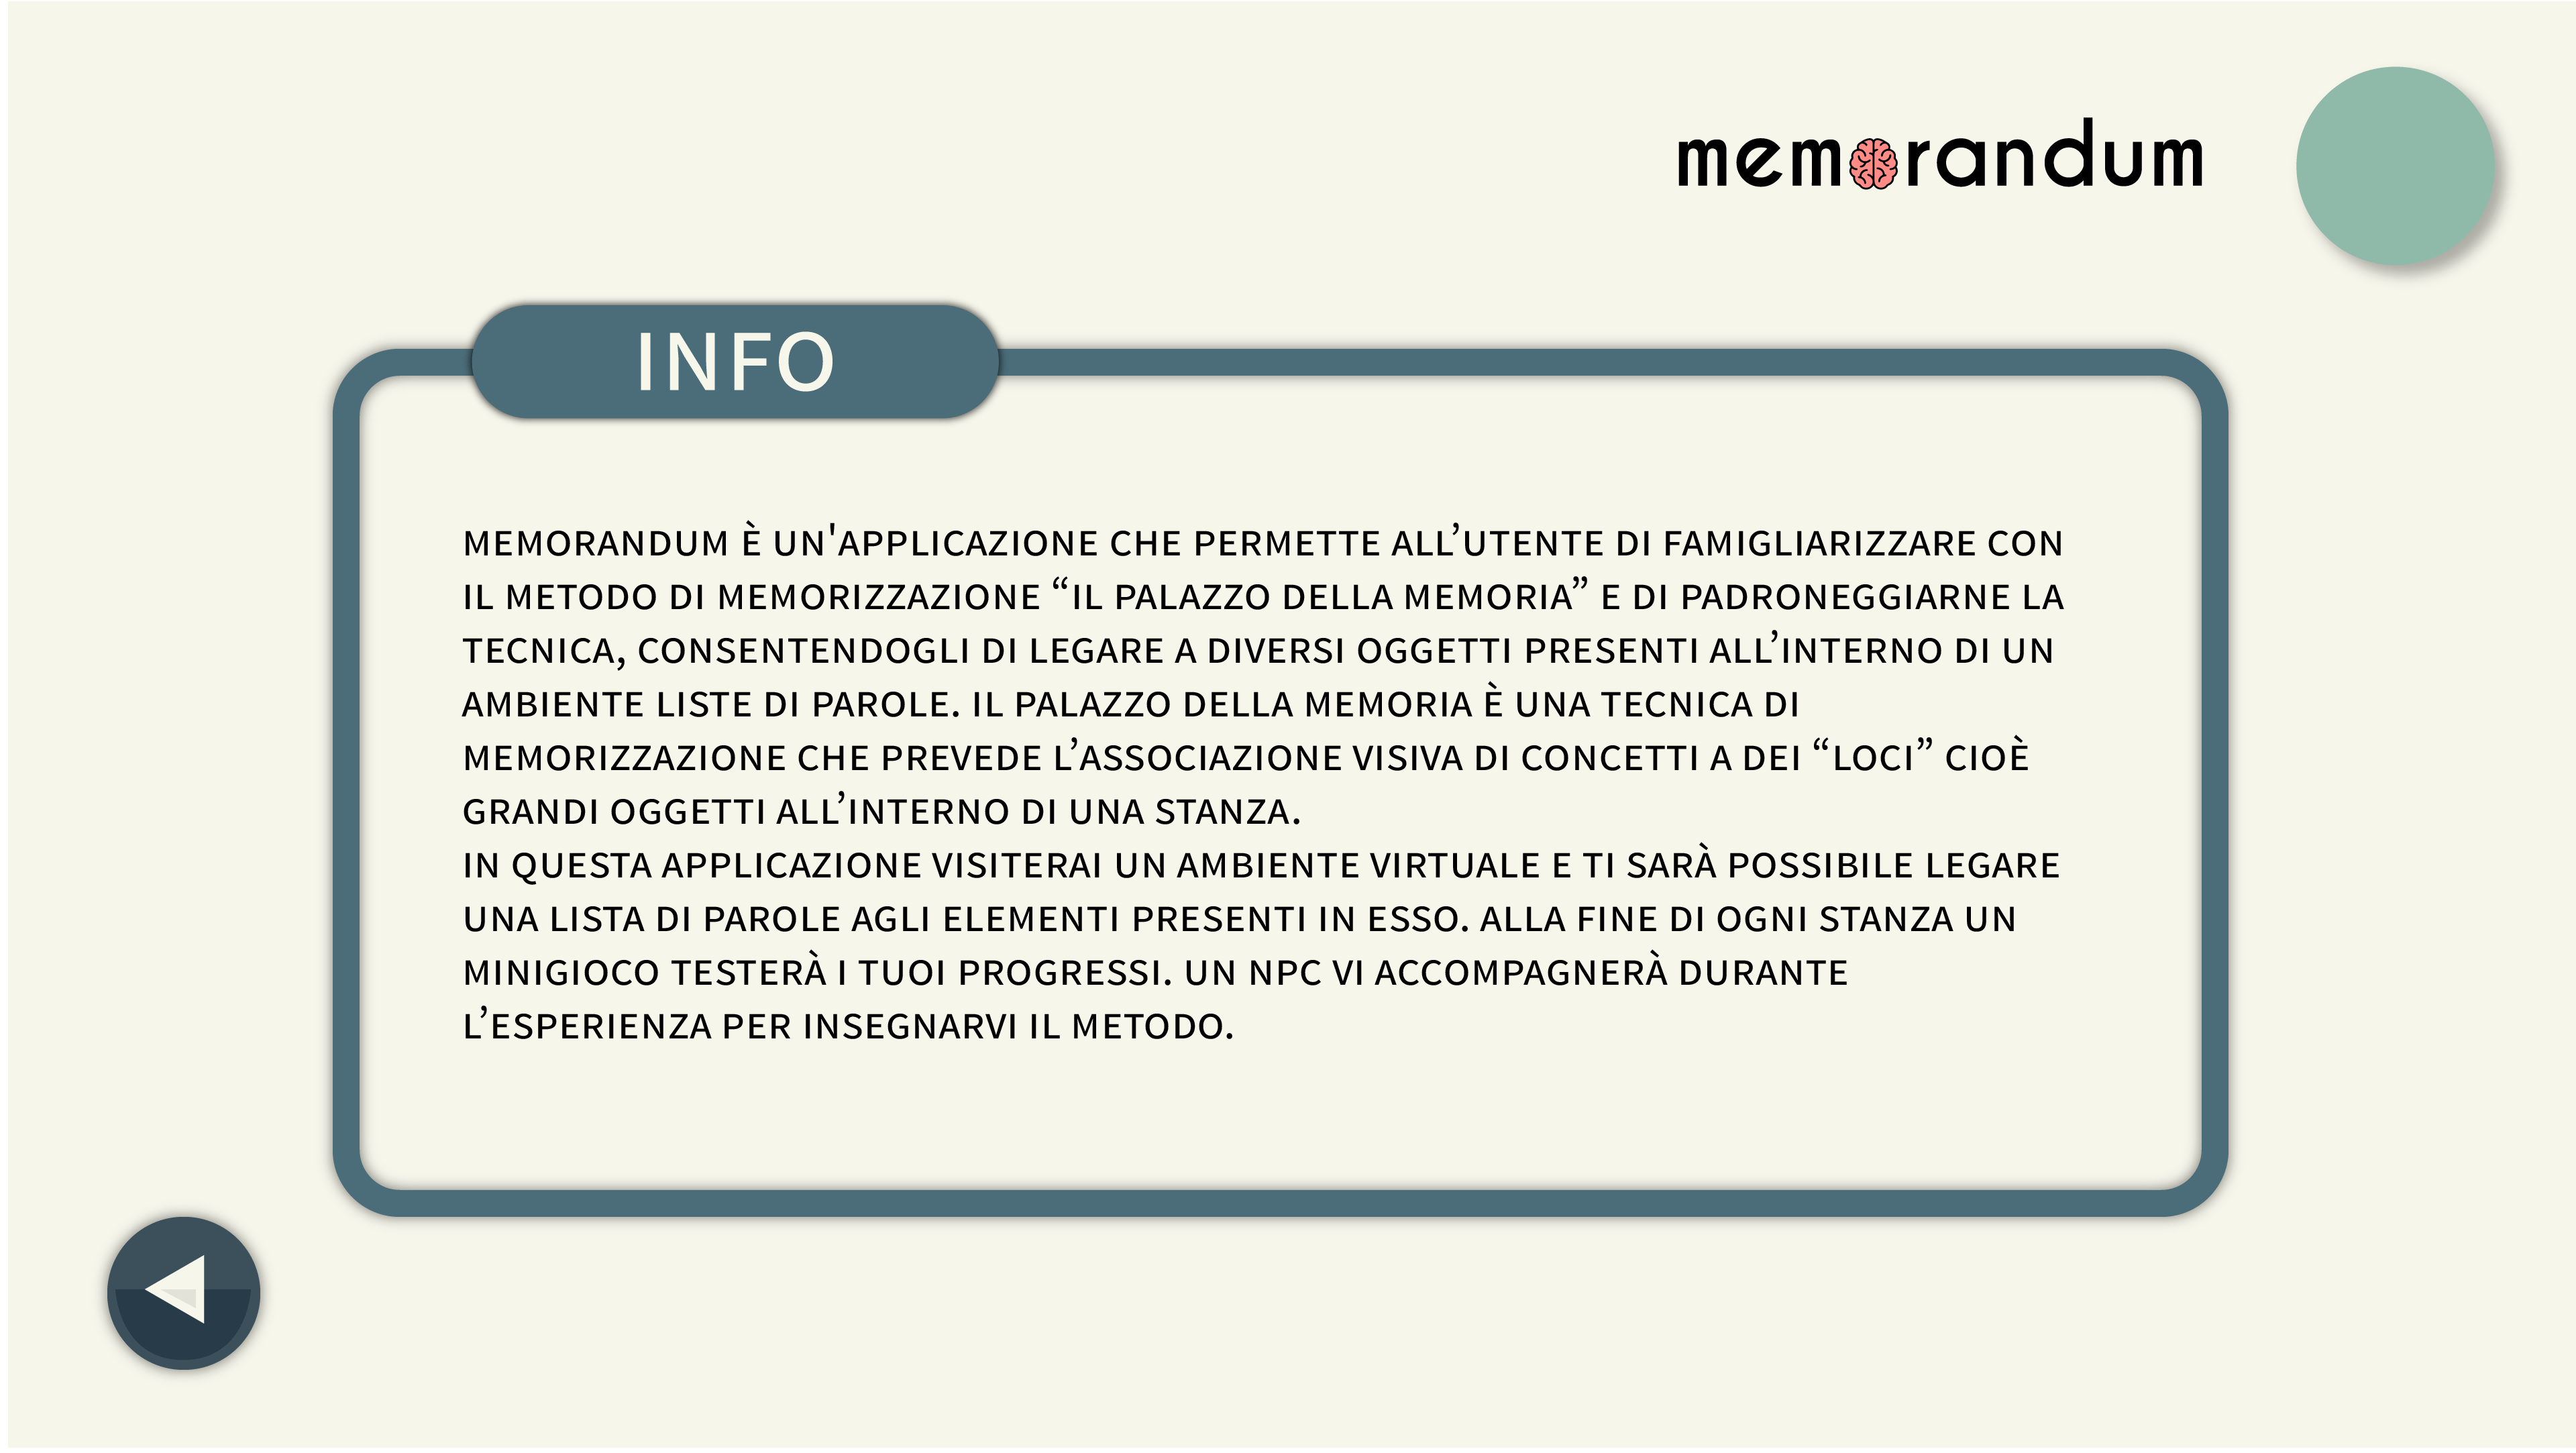 memorandum
INFO
MEMORANDUM È UN'APPLICAZIONE CHE PERMETTE ALL’UTENTE DI FAMIGLIARIZZARE CON
IL METODO DI MEMORIZZAZIONE “IL PALAZZO DELLA MEMORIA” E DI PADRONEGGIARNE LA
TECNICA, CONSENTENDOGLI DI LEGARE A DIVERSI OGGETTI PRESENTI ALL’INTERNO DI UN
AMBIENTE LISTE DI PAROLE. IL PALAZZO DELLA MEMORIA È UNA TECNICA DI
MEMORIZZAZIONE CHE PREVEDE L’ASSOCIAZIONE VISIVA DI CONCETTI A DEI “LOCI” CIOÈ
GRANDI OGGETTI ALL’INTERNO DI UNA STANZA.
IN QUESTA APPLICAZIONE VISITERAI UN AMBIENTE VIRTUALE E TI SARÀ POSSIBILE LEGARE
UNA LISTA DI PAROLE AGLI ELEMENTI PRESENTI IN ESSO. ALLA FINE DI OGNI STANZA UN
MINIGIOCO TESTERÀ I TUOI PROGRESSI. UN NPC VI ACCOMPAGNERÀ DURANTE
L’ESPERIENZA PER INSEGNARVI IL METODO.